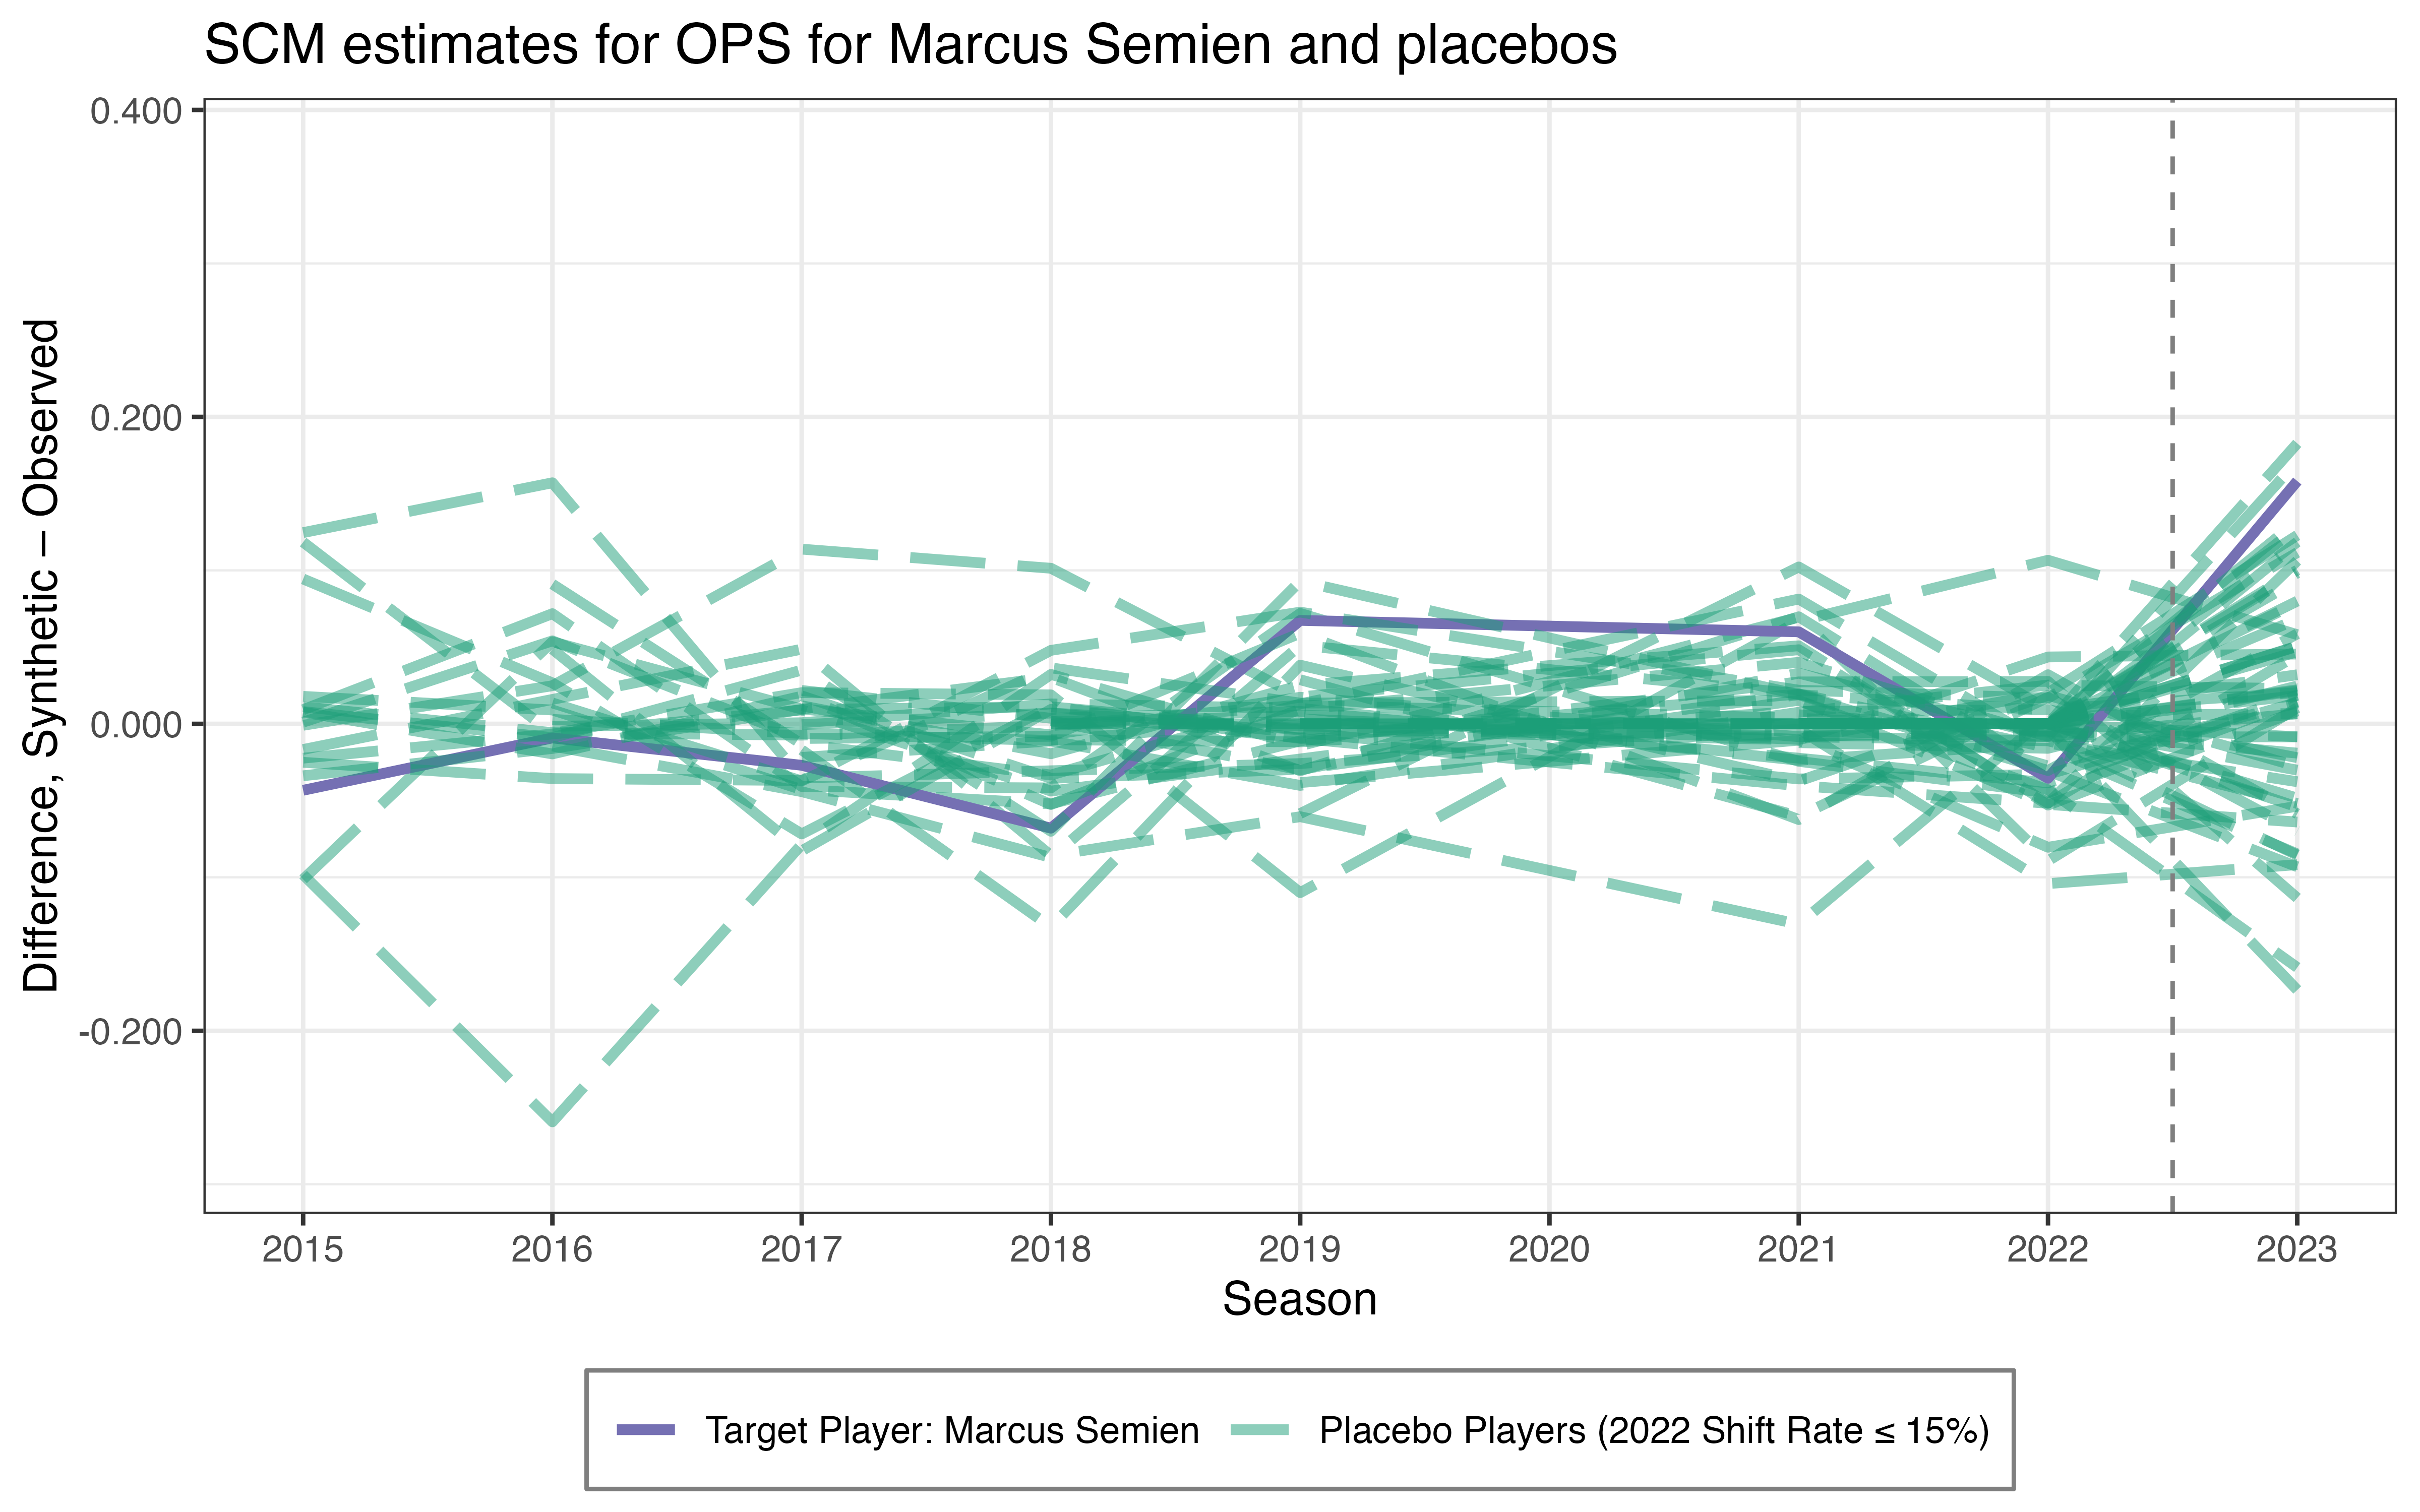 SCM estimates for OPS for Marcus Semien and placebos
Difference, Synthetic – Observed
0.400
0.200
0.000
-0.200
2015 2016 2017 2018 2019 2020 2021 2022 2023
Season
Target Player: Marcus Semien Placebo Players (2022 Shift Rate ≤ 15%)